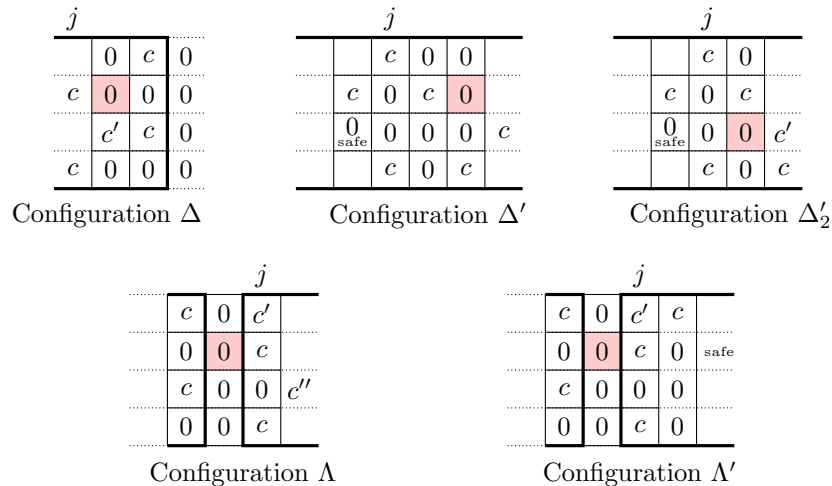 j
0 c 0
c 0 0 0
c′ c 0
c 0 0 0
Configuration Δ
j
c 0 0
c 0 c 0
0 0 0 0 c
safe
c 0 c
Configuration Δ′
j
c 0
c 0 c
0 0 0 c′
safe
c 0 c
Configuration Δ′₂
j
c 0 c′
0 0 c
c 0 0 c″
0 0 c
Configuration Λ
j
c 0 c′ c
0 0 c 0 safe
c 0 0 0
0 0 c 0
Configuration Λ′